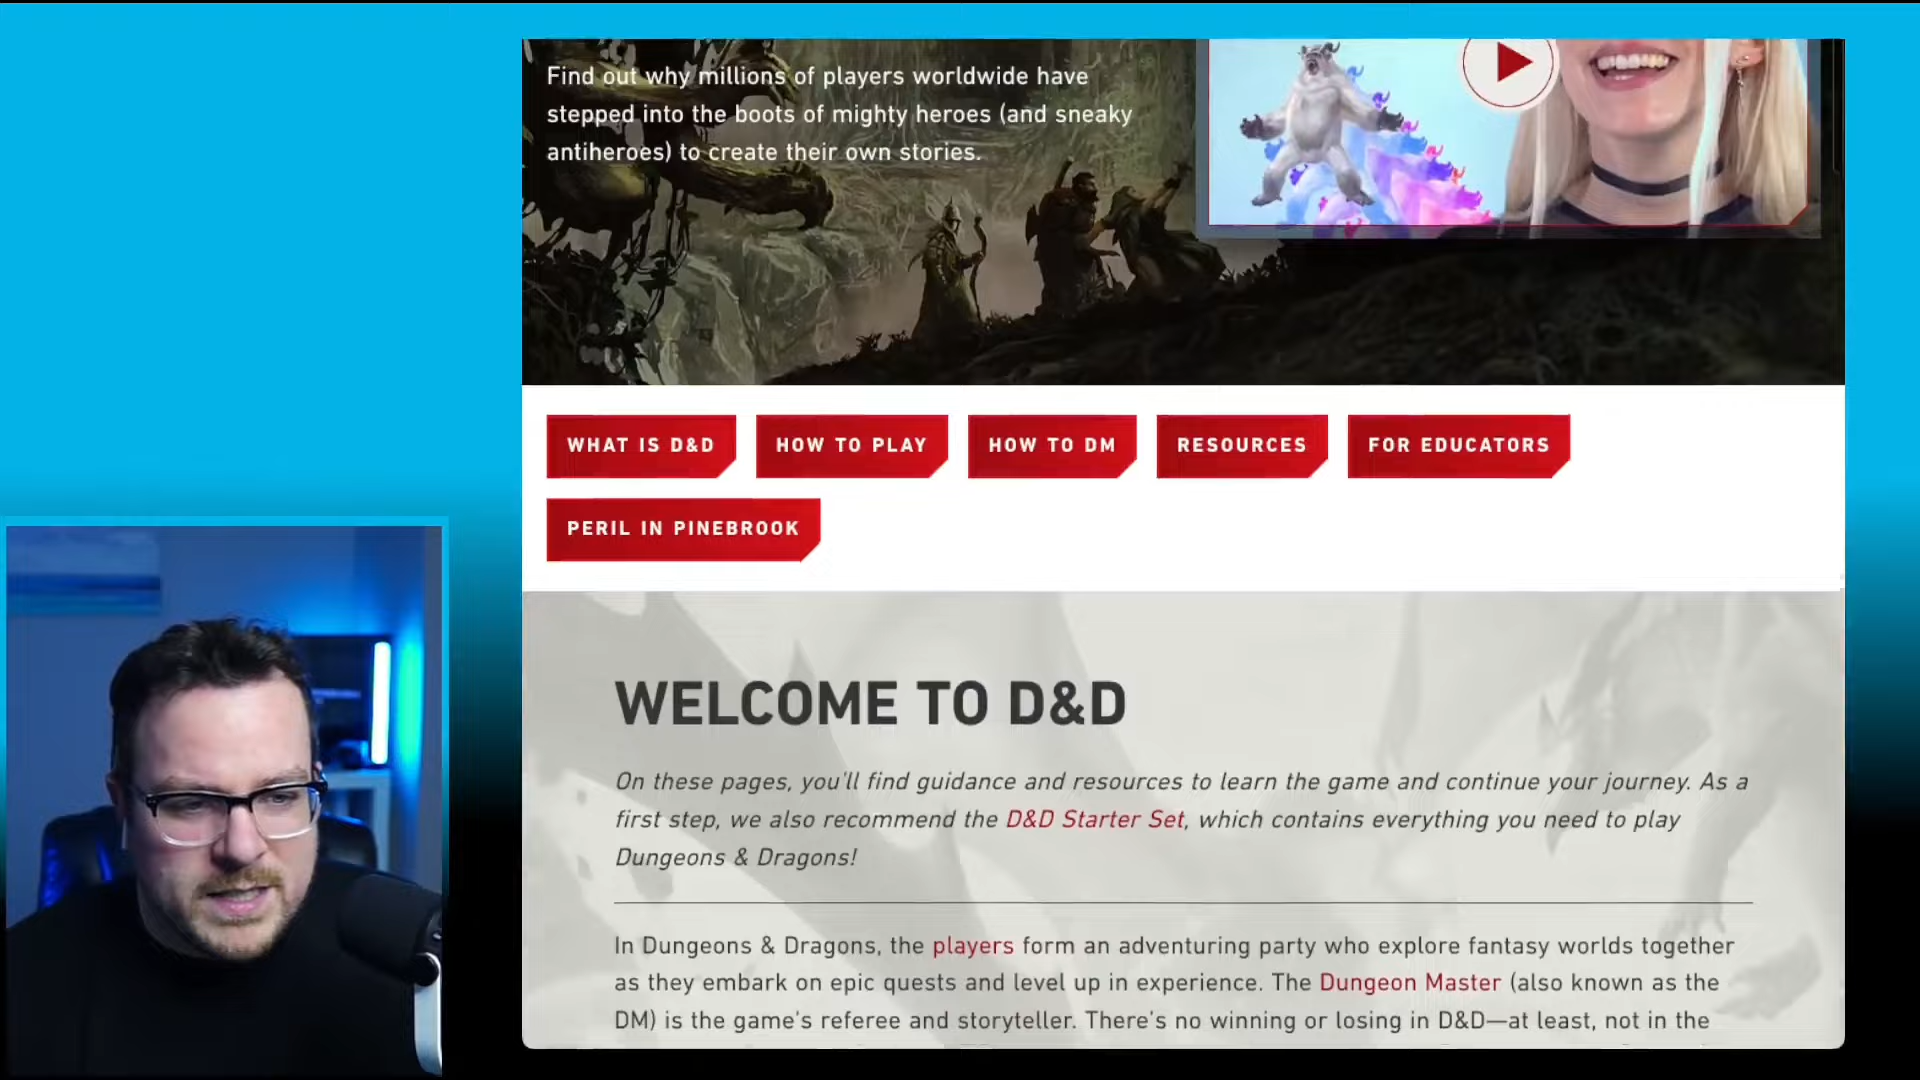 Find out why millions of players worldwide have
stepped into the boots of mighty heroes (and sneaky
antiheroes) to create their own stories.
WHAT IS D&D
HOW TO PLAY
HOW TO DM
RESOURCES
FOR EDUCATORS
PERIL IN PINEBROOK
WELCOME TO D&D
On these pages, you'll find guidance and resources to learn the game and continue your journey. As a
first step, we also recommend the D&D Starter Set, which contains everything you need to play
Dungeons & Dragons!
In Dungeons & Dragons, the players form an adventuring party who explore fantasy worlds together
as they embark on epic quests and level up in experience. The Dungeon Master (also known as the
DM) is the game's referee and storyteller. There's no winning or losing in D&D—at least, not in the